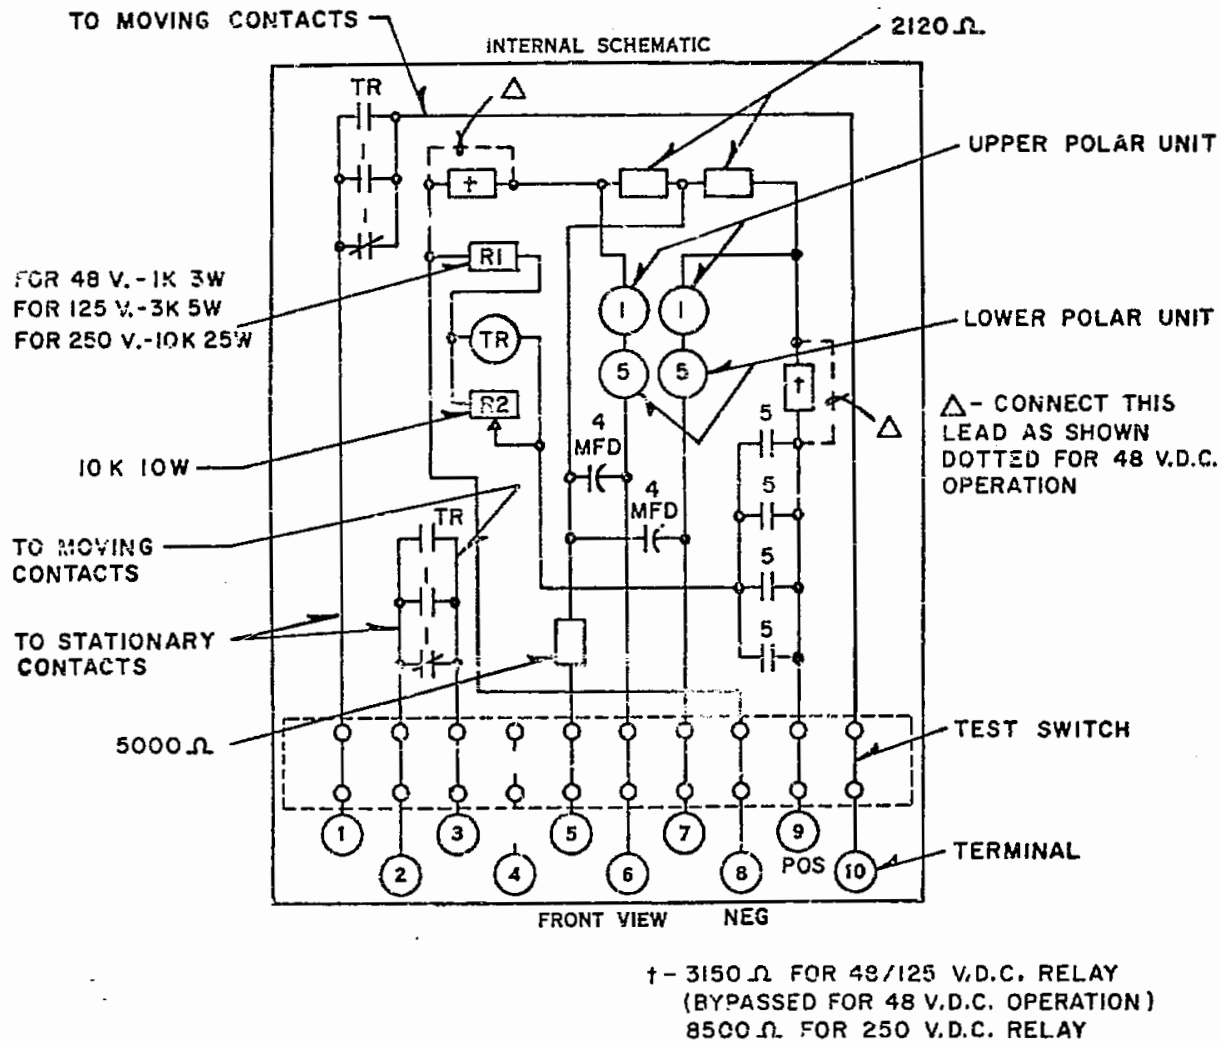 TO MOVING CONTACTS
2120 Ω
INTERNAL SCHEMATIC
TR
△
UPPER POLAR UNIT
†
R1
FOR 48 V.-1K 3W
FOR 125 V.-3K 5W
FOR 250 V.-10K 25W
1 1
LOWER POLAR UNIT
TR
5 5
†
R2
△
△- CONNECT THIS
LEAD AS SHOWN
DOTTED FOR 48 V.D.C.
OPERATION
10K 10W
4
MFD
5
4
MFD
5
TR
TO MOVING
CONTACTS
5
TO STATIONARY
CONTACTS
5
5000 Ω
TEST SWITCH
1 3 5 7 9
POS
2 4 6 8 10
TERMINAL
FRONT VIEW NEG
†- 3150 Ω FOR 48/125 V.D.C. RELAY
(BYPASSED FOR 48 V.D.C. OPERATION)
8500 Ω FOR 250 V.D.C. RELAY